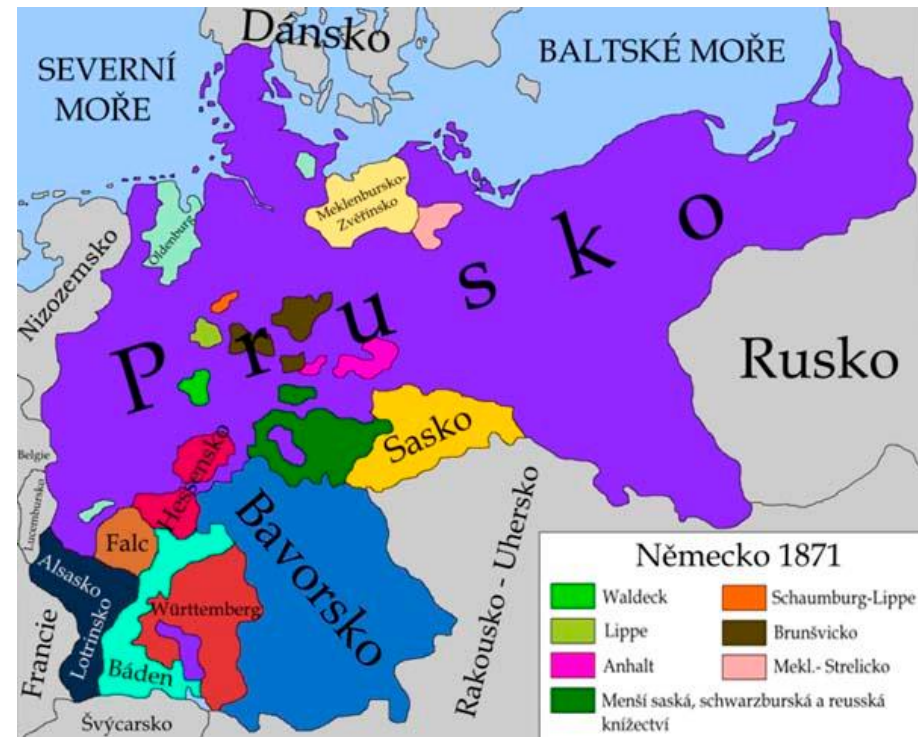 Dánsko
SEVERNÍ
MOŘE
BALTSKÉ MOŘE
Meklenbursko-
Zvěřínsko
Oldenburg
Nizozemsko
Prusko
Rusko
Sasko
Belgie
Hessensko
Lucembursko
Bavorsko
Falc
Alsasko
Lotrinsko
Württemberg
Báden
Francie
Švýcarsko
Rakousko - Uhersko
Německo 1871
Waldeck
Schaumburg-Lippe
Lippe
Brunšvicko
Anhalt
Mekl.- Strelicko
Menší saská, schwarzburská a reusská
knížectví